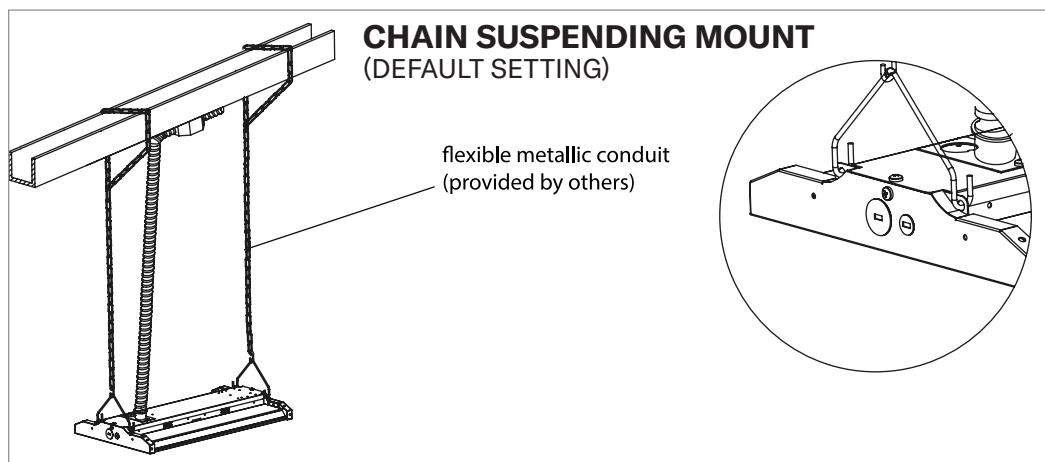 CHAIN SUSPENDING MOUNT
(DEFAULT SETTING)
flexible metallic conduit
(provided by others)